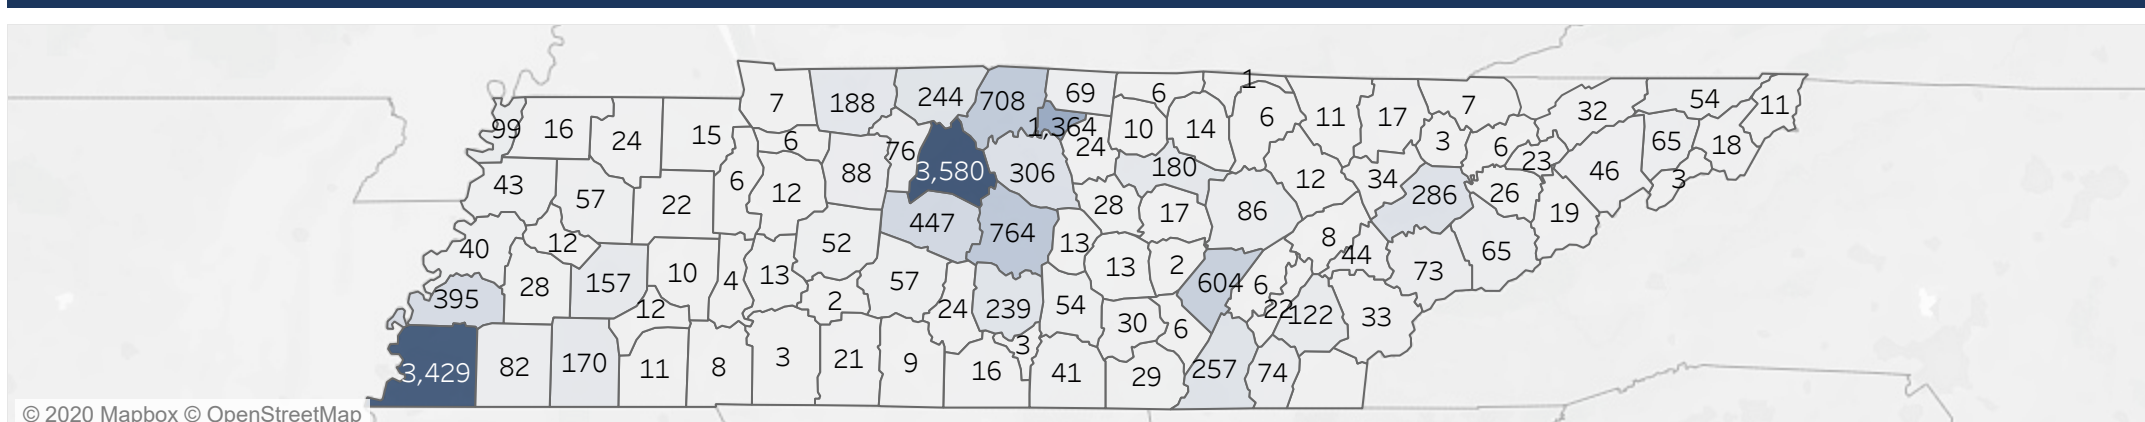 1
7 188 244 708 69 6 6 11 17 7 32 54 11
99 16 24 15 6 76 1,364 24 10 14 3 6 23 65 18
43 57 22 6 12 88 3,580 306 180 12 34 286 26 46 3
40 12 52 447 764 28 17 86 8 44 19
395 28 157 10 4 13 2 57 24 239 13 13 2 604 6 73 65
12 3 54 30 6 22 122 33
3,429 82 170 11 8 3 21 9 16 41 29 257 74
© 2020 Mapbox © OpenStreetMap